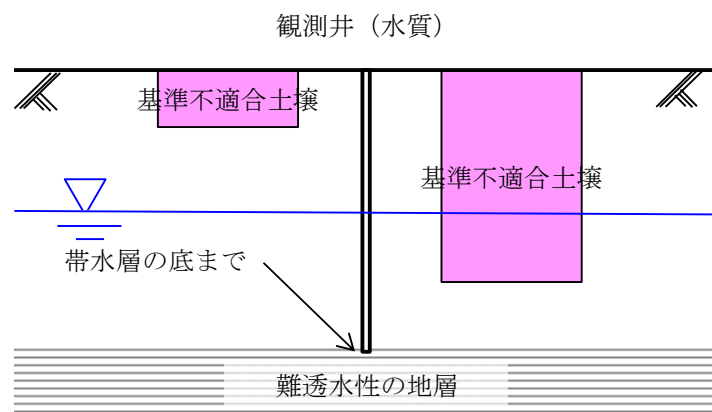 観測井（水質）
基準不適合土壌
基準不適合土壌
帯水層の底まで
難透水性の地層